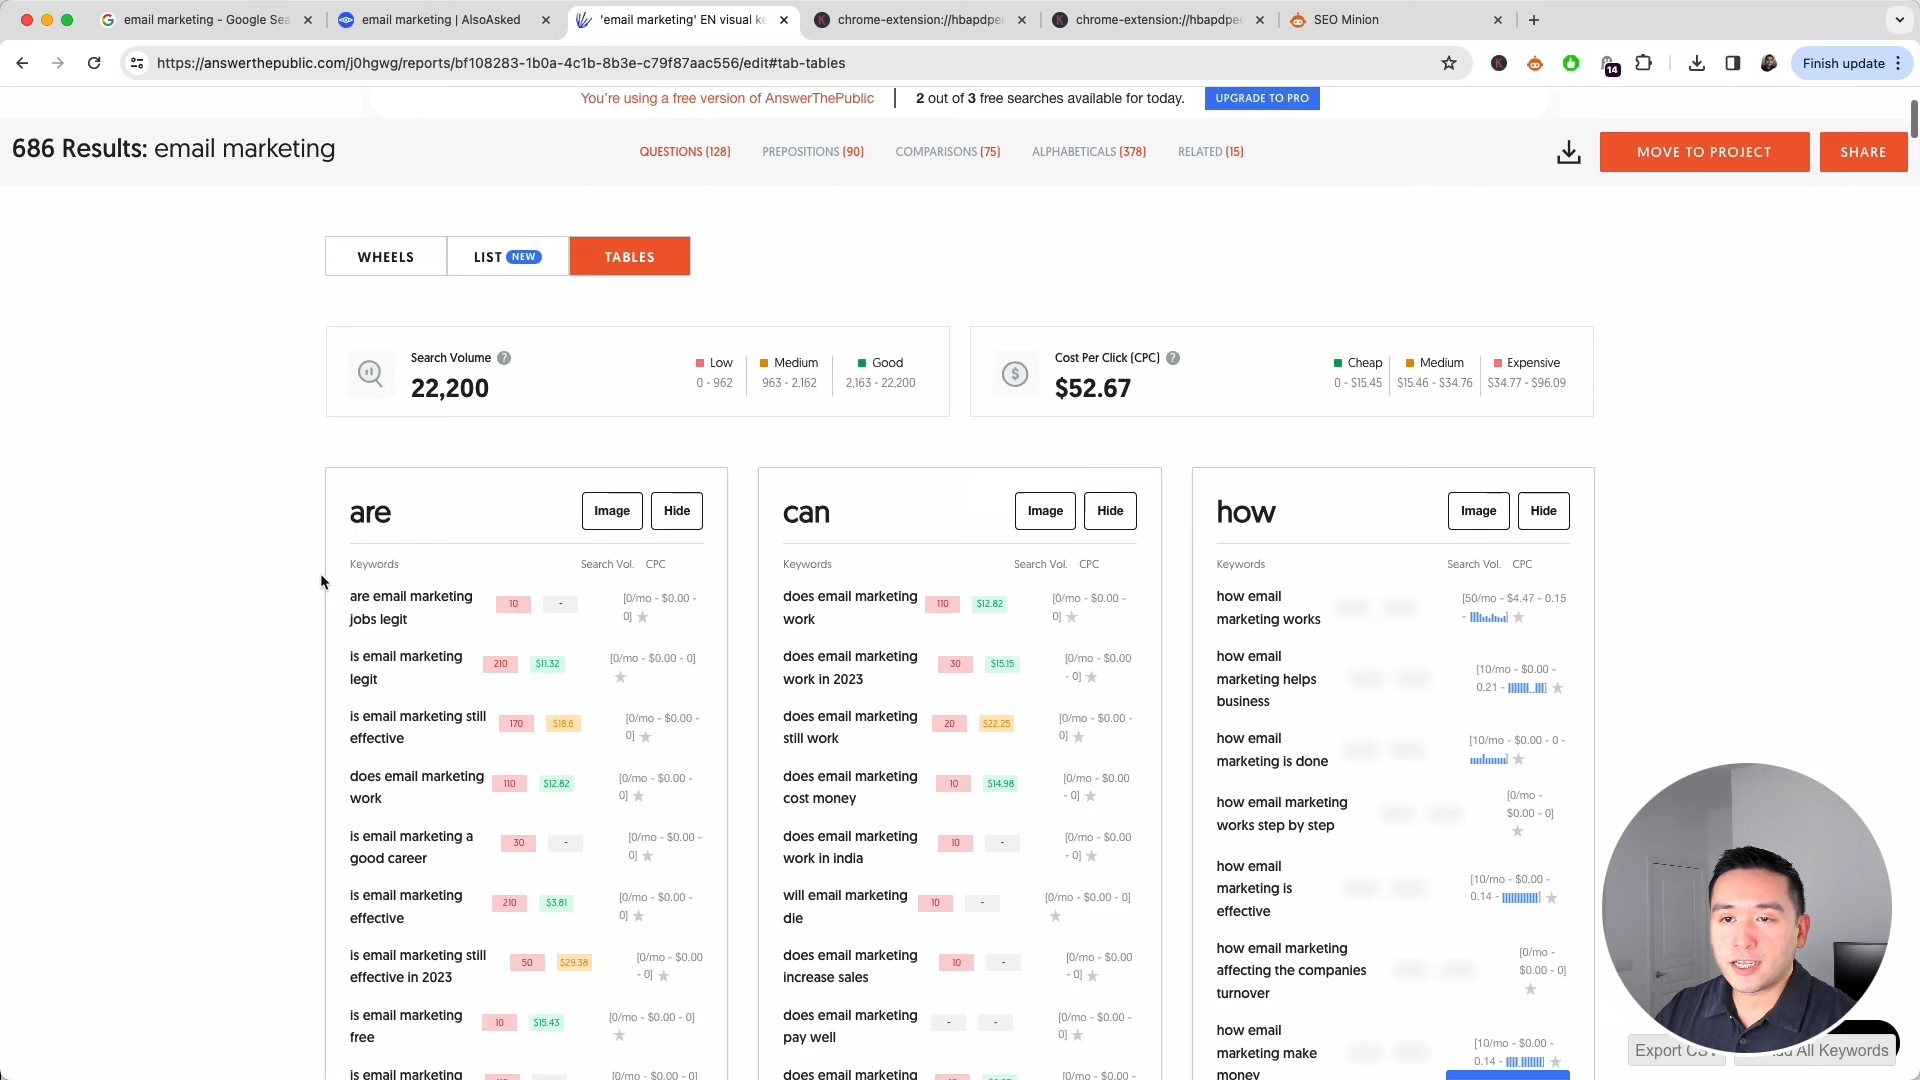 email marketing - Google Sea
email marketing | AlsoAsked
'email marketing' EN visual ke
chrome-extension://hbapdpe
chrome-extension://hbapdpe
SEO Minion
https://answerthepublic.com/j0hgwg/reports/bf108283-1b0a-4c1b-8b3e-c79f87aac556/edit#tab-tables
14
Finish update
You're using a free version of AnswerThePublic
2 out of 3 free searches available for today.
UPGRADE TO PRO
686 Results: email marketing
QUESTIONS (128)
PREPOSITIONS (90)
COMPARISONS (75)
ALPHABETICALS (378)
RELATED (15)
MOVE TO PROJECT
SHARE
WHEELS
LIST NEW
TABLES
Search Volume ?
22,200
Low
0 - 962
Medium
963 - 2,162
Good
2,163 - 22,200
Cost Per Click (CPC) ?
$52.67
Cheap
0 - $15.45
Medium
$15.46 - $34.76
Expensive
$34.77 - $96.09
are
Image
Hide
Keywords
Search Vol.
CPC
are email marketing
jobs legit
10
-
[0/mo - $0.00 -
0]
is email marketing
legit
210
$11.32
[0/mo - $0.00 - 0]
is email marketing still
effective
170
$18.6
[0/mo - $0.00 -
0]
does email marketing
work
110
$12.82
[0/mo - $0.00 -
0]
is email marketing a
good career
30
-
[0/mo - $0.00 -
0]
is email marketing
effective
210
$3.81
[0/mo - $0.00 -
0]
is email marketing still
effective in 2023
50
$29.38
[0/mo - $0.00
- 0]
is email marketing
free
10
$15.43
[0/mo - $0.00 - 0]
is email marketing
[0/mo - $0.00 -
can
Image
Hide
Keywords
Search Vol.
CPC
does email marketing
work
110
$12.82
[0/mo - $0.00 -
0]
does email marketing
work in 2023
30
$15.15
[0/mo - $0.00
- 0]
does email marketing
still work
20
$22.25
[0/mo - $0.00 -
0]
does email marketing
cost money
10
$14.98
[0/mo - $0.00
- 0]
does email marketing
work in india
10
-
[0/mo - $0.00
- 0]
will email marketing
die
10
-
[0/mo - $0.00 - 0]
does email marketing
increase sales
10
-
[0/mo - $0.00
- 0]
does email marketing
pay well
-
-
[0/mo - $0.00 -
0]
does email marketing
[0/mo - $0.00 -
how
Image
Hide
Keywords
Search Vol.
CPC
how email
marketing works
[50/mo - $4.47 - 0.15
- ]
how email
marketing helps
business
[10/mo - $0.00 -
0.21 - ]
how email
marketing is done
[10/mo - $0.00 - 0 -
]
how email marketing
works step by step
[0/mo -
$0.00 - 0]
how email
marketing is
effective
[10/mo - $0.00 -
0.14 - ]
how email marketing
affecting the companies
turnover
[0/mo -
$0.00 - 0]
how email
marketing make
money
[10/mo - $0.00 -
0.14 - ]
Export CSV
All Keywords